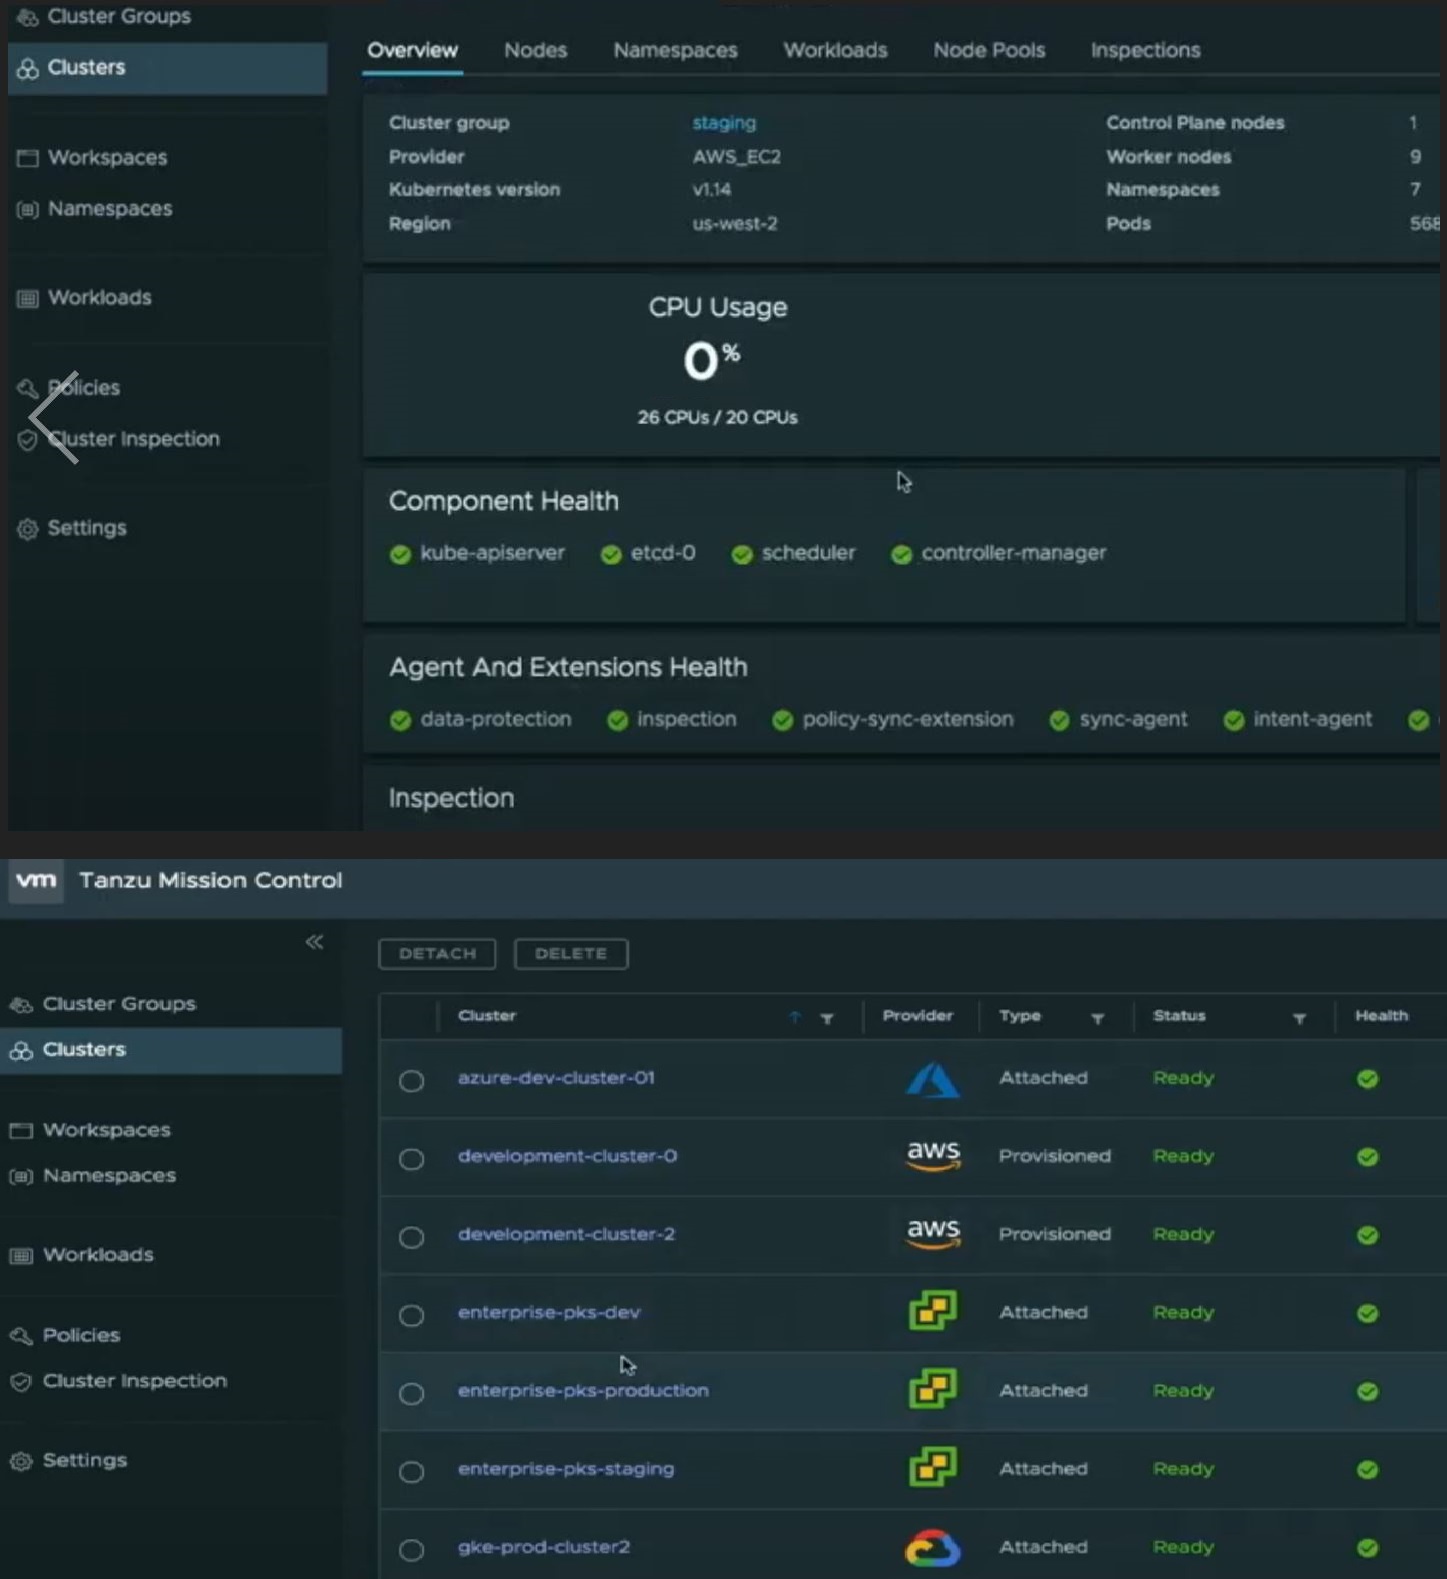 Cluster Groups
Clusters
Workspaces
Namespaces
Workloads
Policies
Cluster Inspection
Settings
Overview Nodes Namespaces Workloads Node Pools Inspections
Cluster group staging Control Plane nodes 1
Provider AWS_EC2 Worker nodes 9
Kubernetes version v1.14 Namespaces 7
Region us-west-2 Pods 568
CPU Usage
0%
26 CPUs / 20 CPUs
Component Health
kube-apiserver etcd-0 scheduler controller-manager
Agent And Extensions Health
data-protection inspection policy-sync-extension sync-agent intent-agent
Inspection
vm Tanzu Mission Control
Cluster Groups
Clusters
Workspaces
Namespaces
Workloads
Policies
Cluster Inspection
Settings
DETACH DELETE
Cluster Provider Type Status Health
azure-dev-cluster-01 Attached Ready
development-cluster-0 aws Provisioned Ready
development-cluster-2 aws Provisioned Ready
enterprise-pks-dev Attached Ready
enterprise-pks-production Attached Ready
enterprise-pks-staging Attached Ready
gke-prod-cluster2 Attached Ready